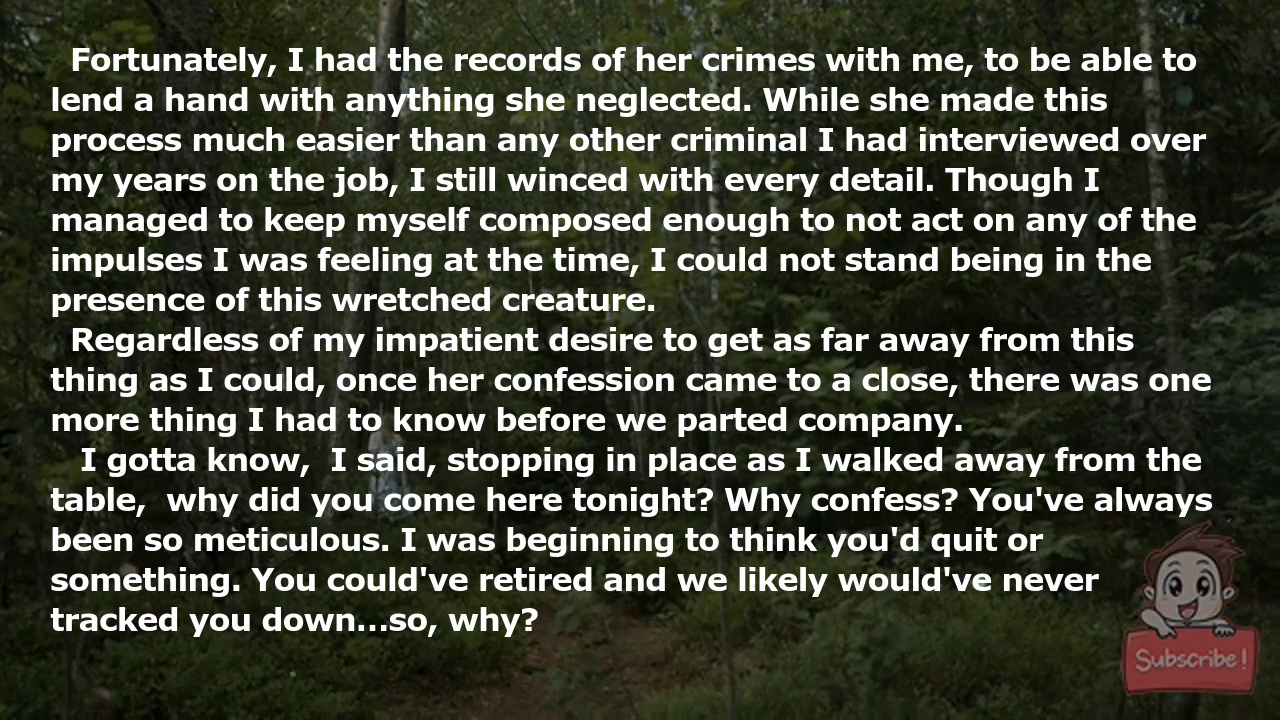 Fortunately, I had the records of her crimes with me, to be able to
lend a hand with anything she neglected. While she made this
process much easier than any other criminal I had interviewed over
my years on the job, I still winced with every detail. Though I
managed to keep myself composed enough to not act on any of the
impulses I was feeling at the time, I could not stand being in the
presence of this wretched creature.
Regardless of my impatient desire to get as far away from this
thing as I could, once her confession came to a close, there was one
more thing I had to know before we parted company.
I gotta know,  I said, stopping in place as I walked away from the
table,  why did you come here tonight? Why confess? You've always
been so meticulous. I was beginning to think you'd quit or
something. You could've retired and we likely would've never
tracked you down...so, why?
Subscribe!